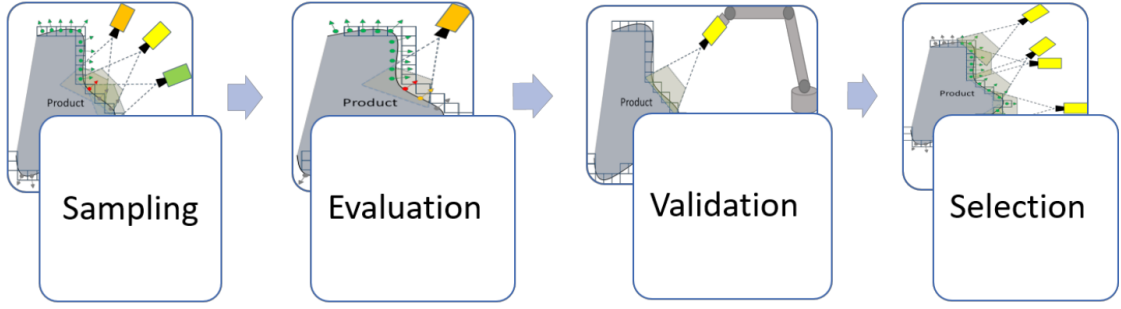 Product
Sampling
Product
Evaluation
Product
Validation
Product
Selection